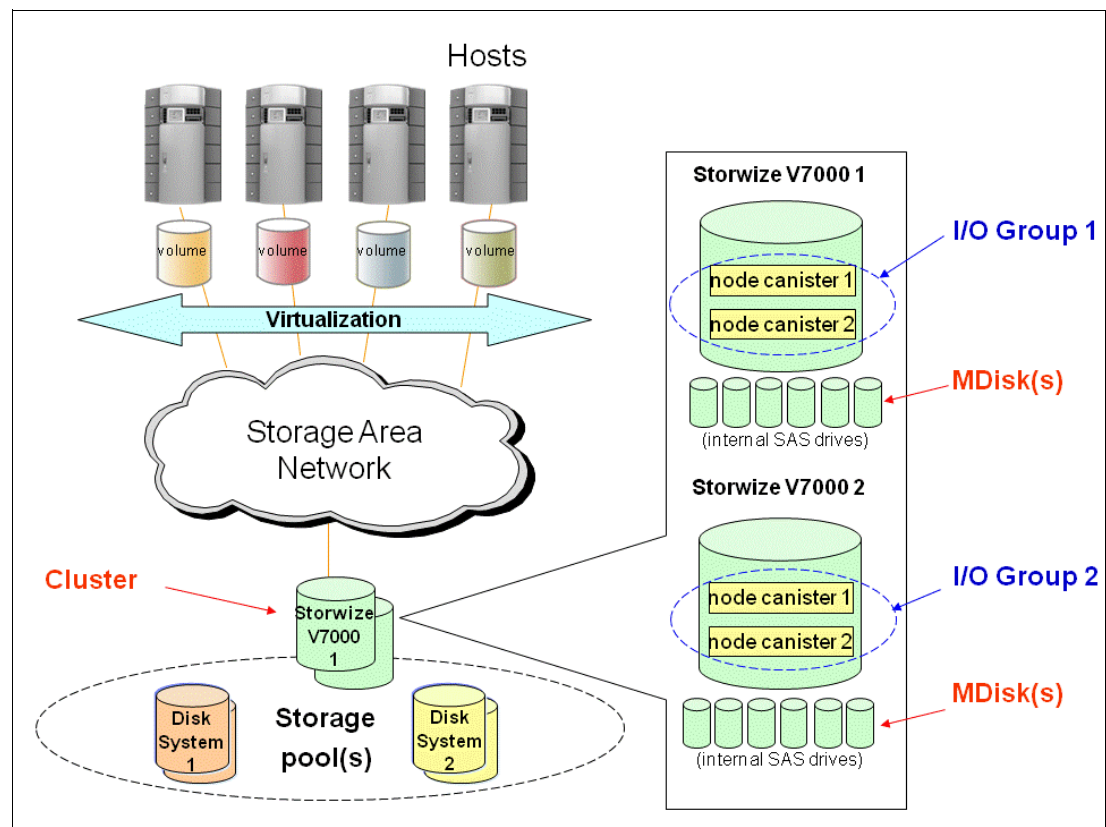 Hosts
volume volume volume volume
Virtualization
Storage Area
Network
Cluster
Storwize
V7000
1
Disk
System
1
Storage
pool(s)
Disk
System
2
Storwize V7000 1
I/O Group 1
node canister 1
node canister 2
MDisk(s)
(internal SAS drives)
Storwize V7000 2
I/O Group 2
node canister 1
node canister 2
MDisk(s)
(internal SAS drives)